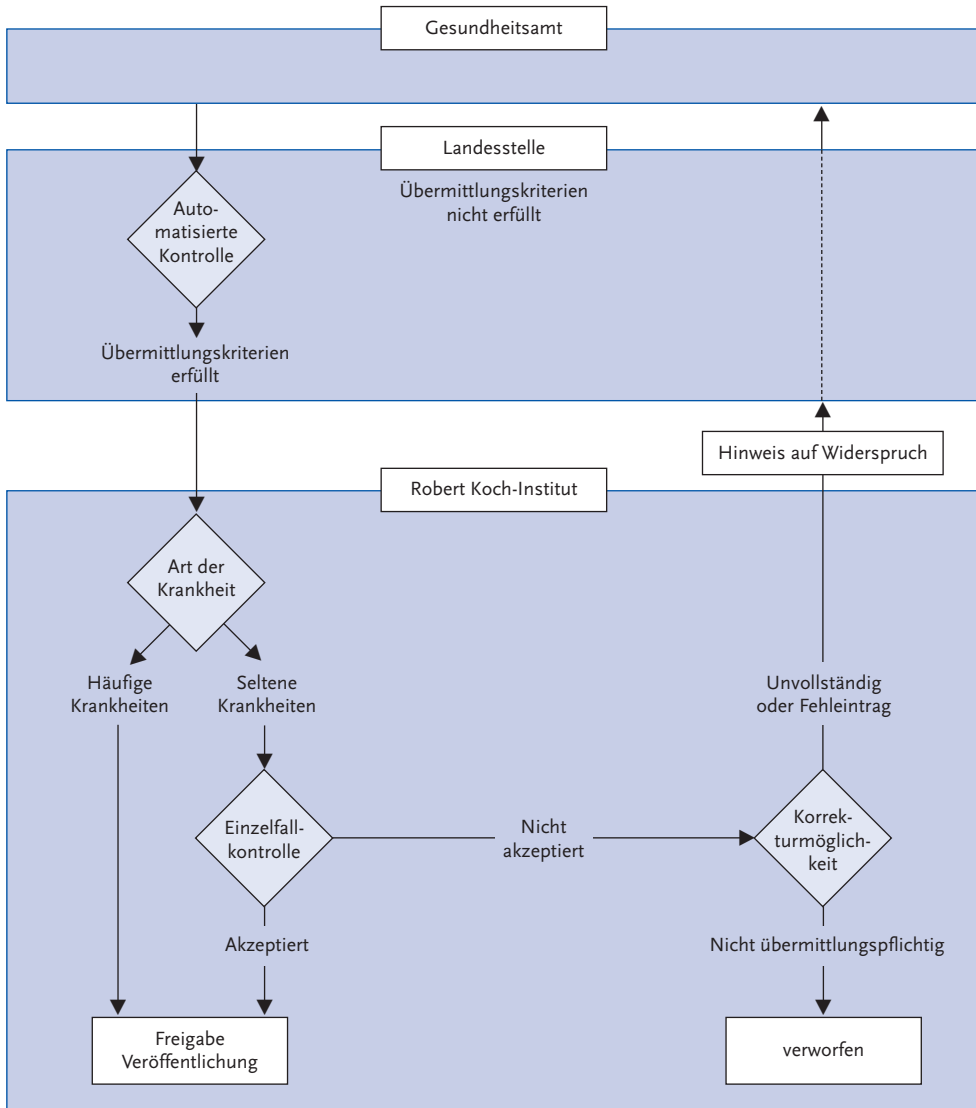 Gesundheitsamt
Landesstelle
Übermittlungskriterien
nicht erfüllt
Auto-
matisierte
Kontrolle
Übermittlungskriterien
erfüllt
Hinweis auf Widerspruch
Robert Koch-Institut
Art der
Krankheit
Häufige
Krankheiten
Seltene
Krankheiten
Unvollständig
oder Fehleintrag
Einzelfall-
kontrolle
Nicht
akzeptiert
Korrek-
turmöglich-
keit
Akzeptiert
Nicht übermittlungspflichtig
Freigabe
Veröffentlichung
verworfen